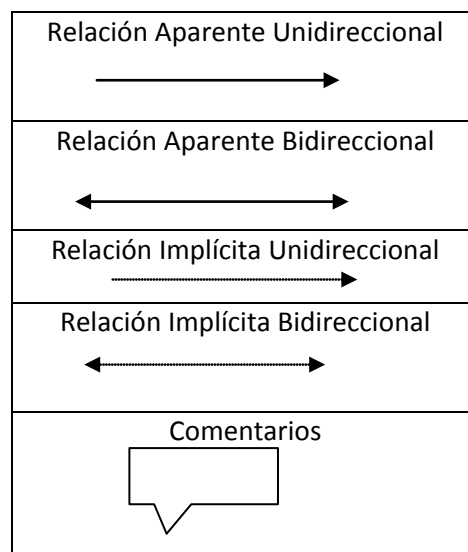 Relación Aparente Unidireccional
Relación Aparente Bidireccional
Relación Implícita Unidireccional
Relación Implícita Bidireccional
Comentarios